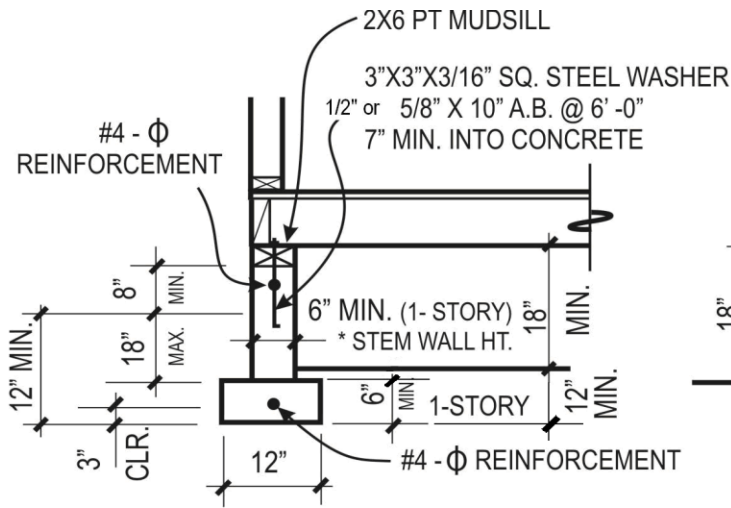 2X6 PT MUDSILL
3”X3”X3/16” SQ. STEEL WASHER
1/2” or 5/8” X 10” A.B. @ 6’ -0”
7” MIN. INTO CONCRETE
#4 - Φ
REINFORCEMENT
8”
MIN.
18”
MAX.
12” MIN.
3”
CLR.
6” MIN. (1- STORY)
* STEM WALL HT.
18”
MIN.
6”
MIN.
1-STORY
12”
MIN.
12”
#4 - Φ REINFORCEMENT
18”